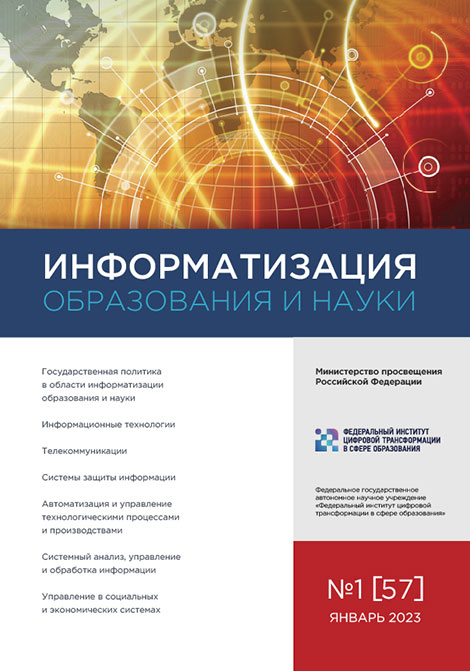 ИНФОРМАТИЗАЦИЯ
ОБРАЗОВАНИЯ И НАУКИ
Государственная политика
в области информатизации
образования и науки
Информационные технологии
Телекоммуникации
Системы защиты информации
Автоматизация и управление
технологическими процессами
и производствами
Системный анализ, управление
и обработка информации
Управление в социальных
и экономических системах
Министерство просвещения
Российской Федерации
ФЕДЕРАЛЬНЫЙ ИНСТИТУТ
ЦИФРОВОЙ ТРАНСФОРМАЦИИ
В СФЕРЕ ОБРАЗОВАНИЯ
Федеральное государственное
автономное научное учреждение
«Федеральный институт цифровой
трансформации в сфере образования»
№1 [57]
ЯНВАРЬ 2023